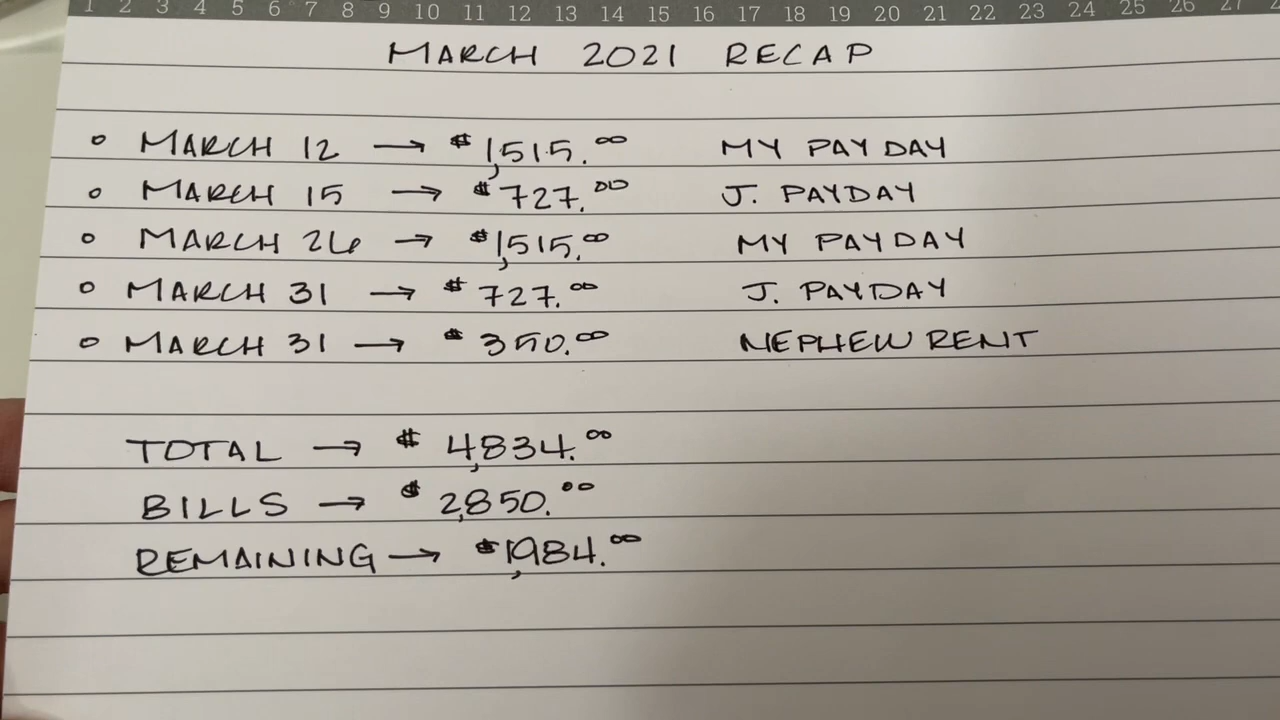 1 2 3 4 5 6 7 8 9 10 11 12 13 14 15 16 17 18 19 20 21 22 23 24 25 26 27
MARCH 2021 RECAP
o MARCH 12 → $1,515.00 MY PAYDAY
o MARCH 15 → $727.00 J. PAYDAY
o MARCH 26 → $1,515.00 MY PAYDAY
o MARCH 31 → $727.00 J. PAYDAY
o MARCH 31 → $350.00 NEPHEW RENT
TOTAL → $4,834.00
BILLS → $2,850.00
REMAINING → $1,984.00